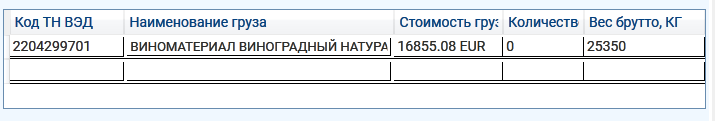 Код ТН ВЭД Наименование груза Стоимость груз Количеств Вес брутто, КГ
2204299701 ВИНОМАТЕРИАЛ ВИНОГРАДНЫЙ НАТУРА 16855.08 EUR 0 25350